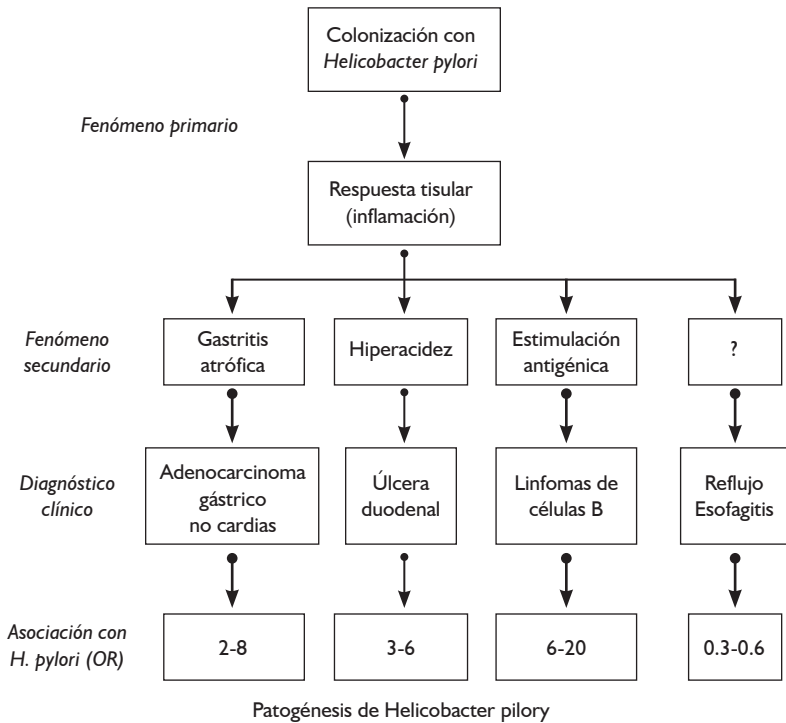 Colonización con
Helicobacter pylori
Fenómeno primario
Respuesta tisular
(inflamación)
Fenómeno
secundario
Gastritis
atrófica
Hiperacidez
Estimulación
antigénica
?
Diagnóstico
clínico
Adenocarcinoma
gástrico
no cardias
Úlcera
duodenal
Linfomas de
células B
Reflujo
Esofagitis
Asociación con
H. pylori (OR)
2-8
3-6
6-20
0.3-0.6
Patogénesis de Helicobacter pilory